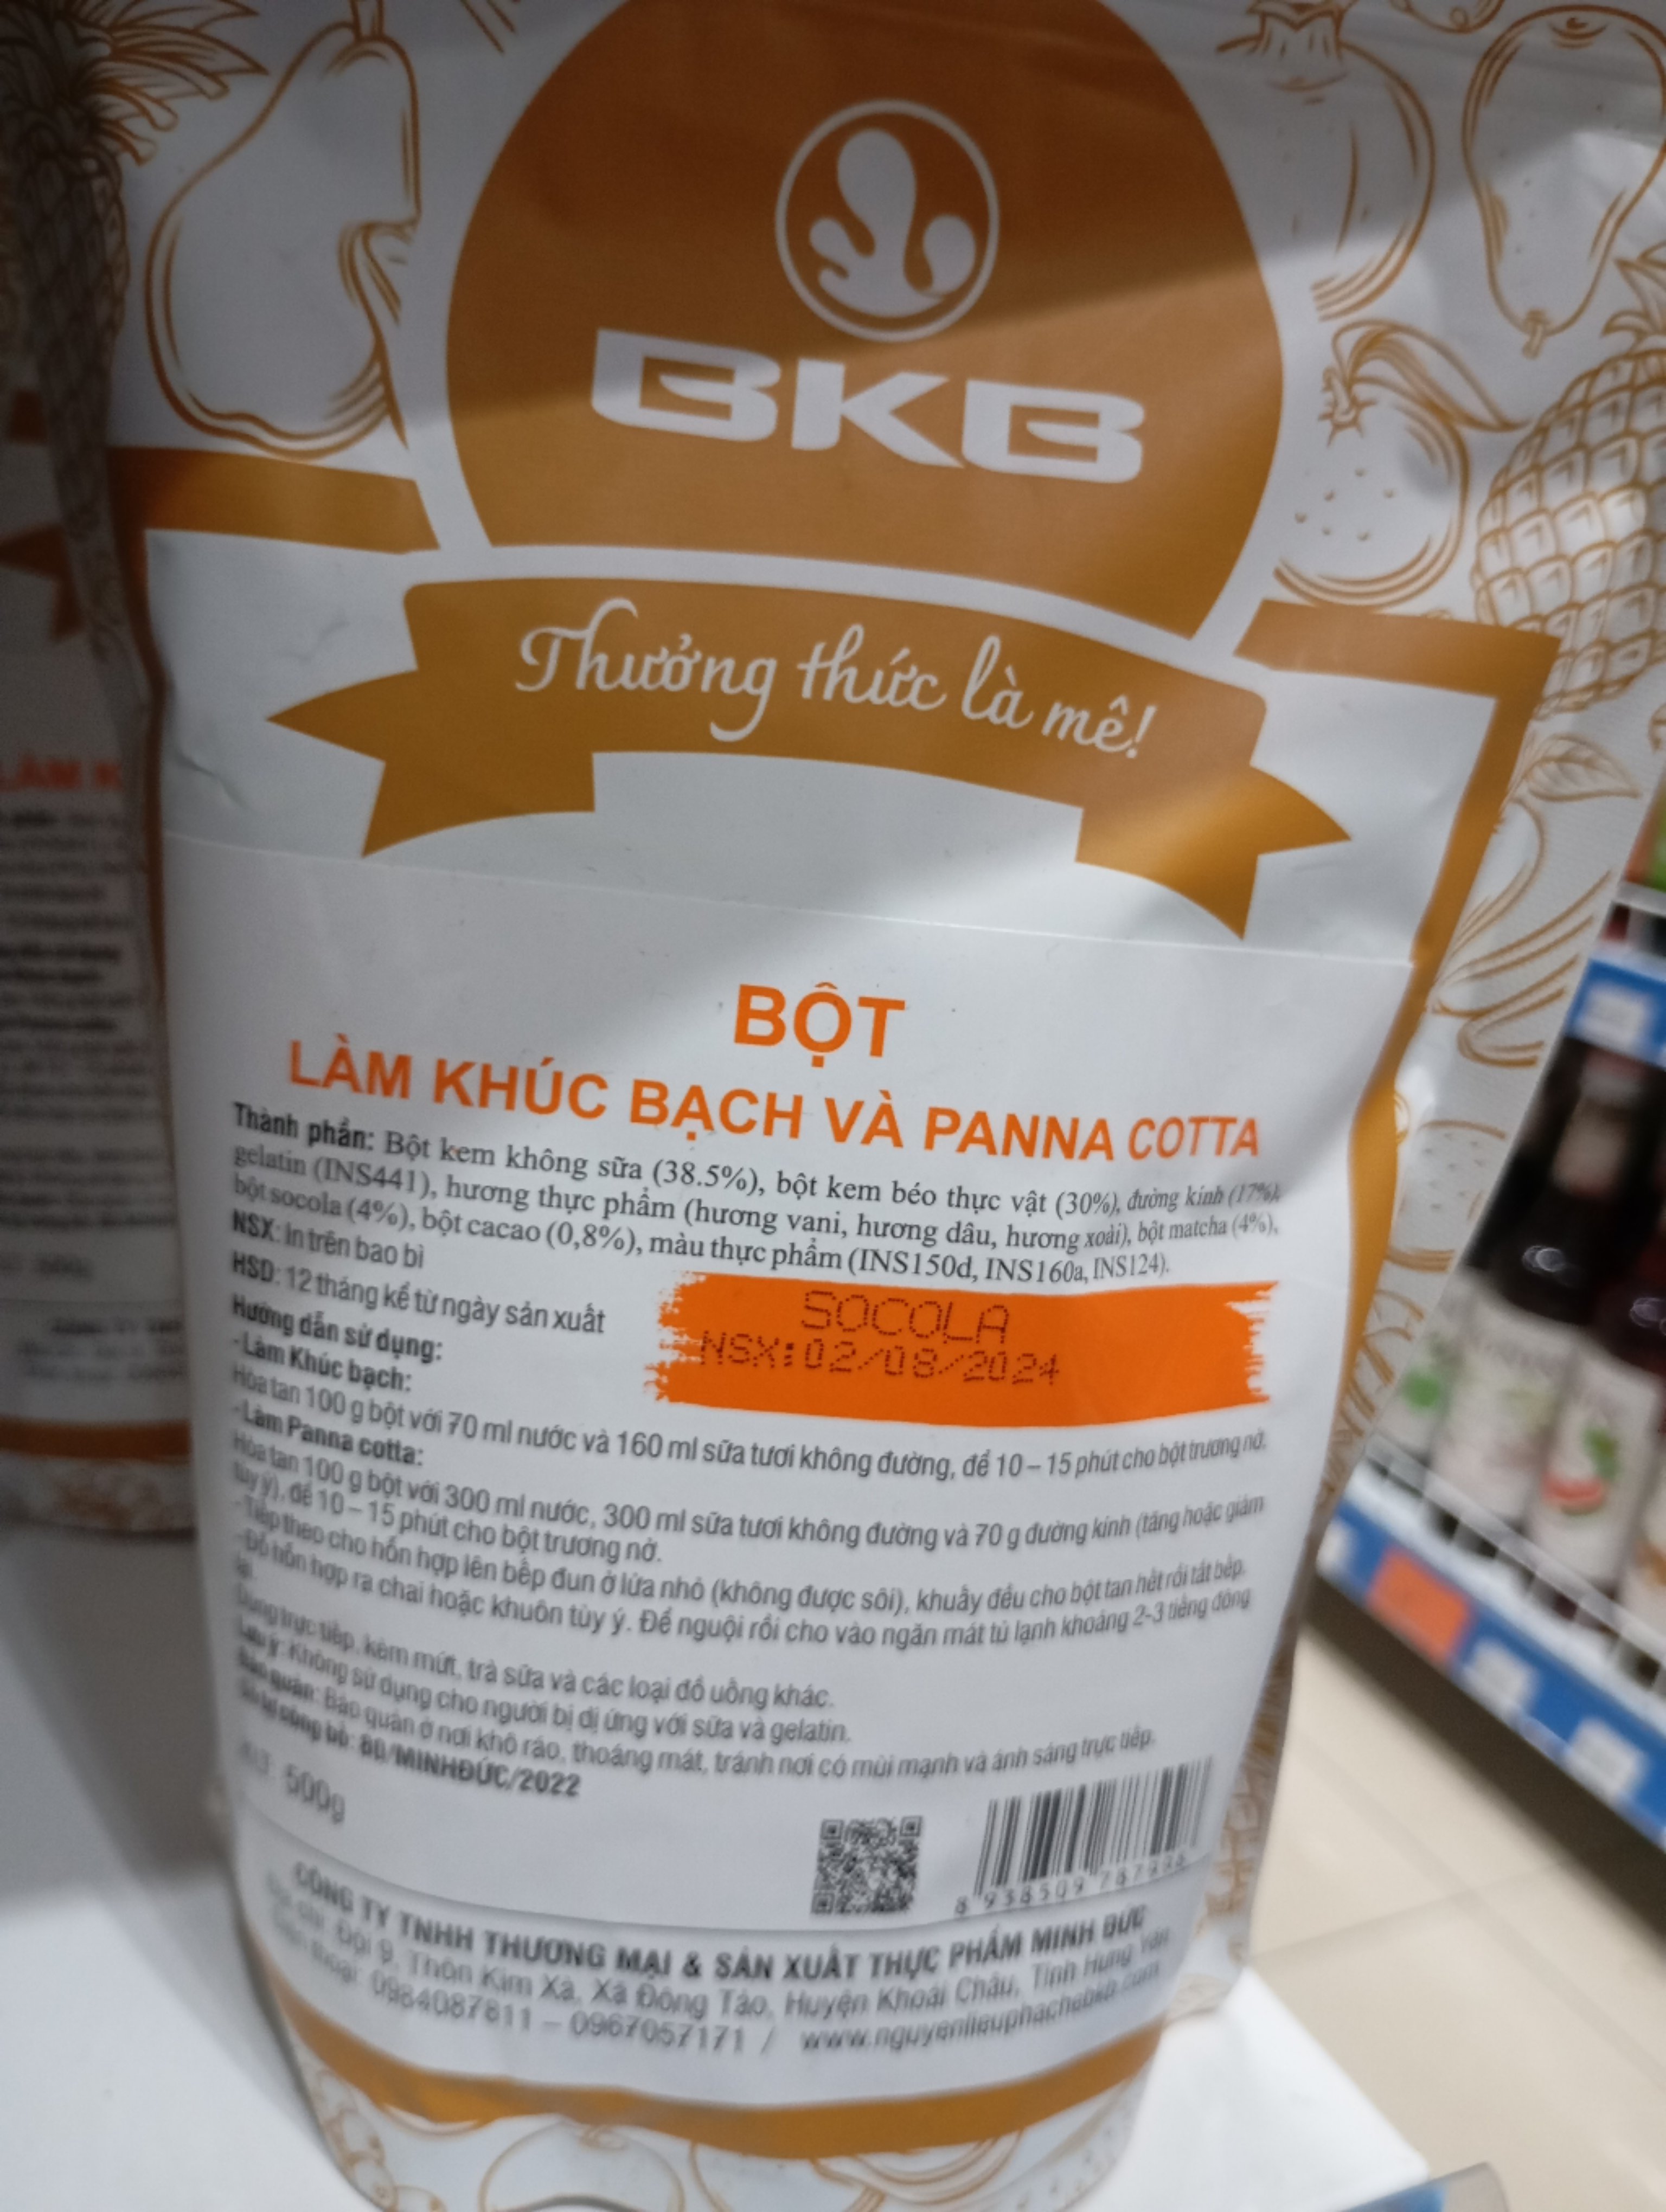 BKB
Thưởng thức là mê!
BỘT
LÀM KHÚC BẠCH VÀ PANNA COTTA
Thành phần: Bột kem không sữa (38.5%), bột kem béo thực vật (30%), đường kính (17%),
gelatin (INS441), hương thực phẩm (hương vani, hương dâu, hương xoài), bột matcha (4%),
bột socola (4%), bột cacao (0,8%), màu thực phẩm (INS150d, INS160a, INS124).
NSX: In trên bao bì
HSD: 12 tháng kể từ ngày sản xuất
SOCOLA
NSX:02/08/2024
Hướng dẫn sử dụng:
-Làm Khúc bạch:
Hòa tan 100 g bột với 70 ml nước và 160 ml sữa tươi không đường, để 10 – 15 phút cho bột trương nở.
-Làm Panna cotta:
Hòa tan 100 g bột với 300 ml nước, 300 ml sữa tươi không đường và 70 g đường kính (tăng hoặc giảm
tùy ý), để 10 – 15 phút cho bột trương nở.
-Tiếp theo cho hỗn hợp lên bếp đun ở lửa nhỏ (không được sôi), khuấy đều cho bột tan hết rồi tắt bếp.
-Đổ hỗn hợp ra chai hoặc khuôn tùy ý. Để nguội rồi cho vào ngăn mát tủ lạnh khoảng 2-3 tiếng đông
lại.
Dùng trực tiếp, kèm mứt, trà sữa và các loại đồ uống khác.
Lưu ý: Không sử dụng cho người bị dị ứng với sữa và gelatin.
Bảo quản: Bảo quản ở nơi khô ráo, thoáng mát, tránh nơi có mùi mạnh và ánh sáng trực tiếp.
Số tự công bố: 80/MINHĐỨC/2022
KLT: 500g
CÔNG TY TNHH THƯƠNG MẠI & SẢN XUẤT THỰC PHẨM MINH ĐỨC
Địa chỉ: Đội 9, Thôn Kim Xá, Xã Đông Tảo, Huyện Khoái Châu, Tỉnh Hưng Yên
Điện thoại: 0984087811 – 0967057171 / www.nguyenlieuphachebkb.com